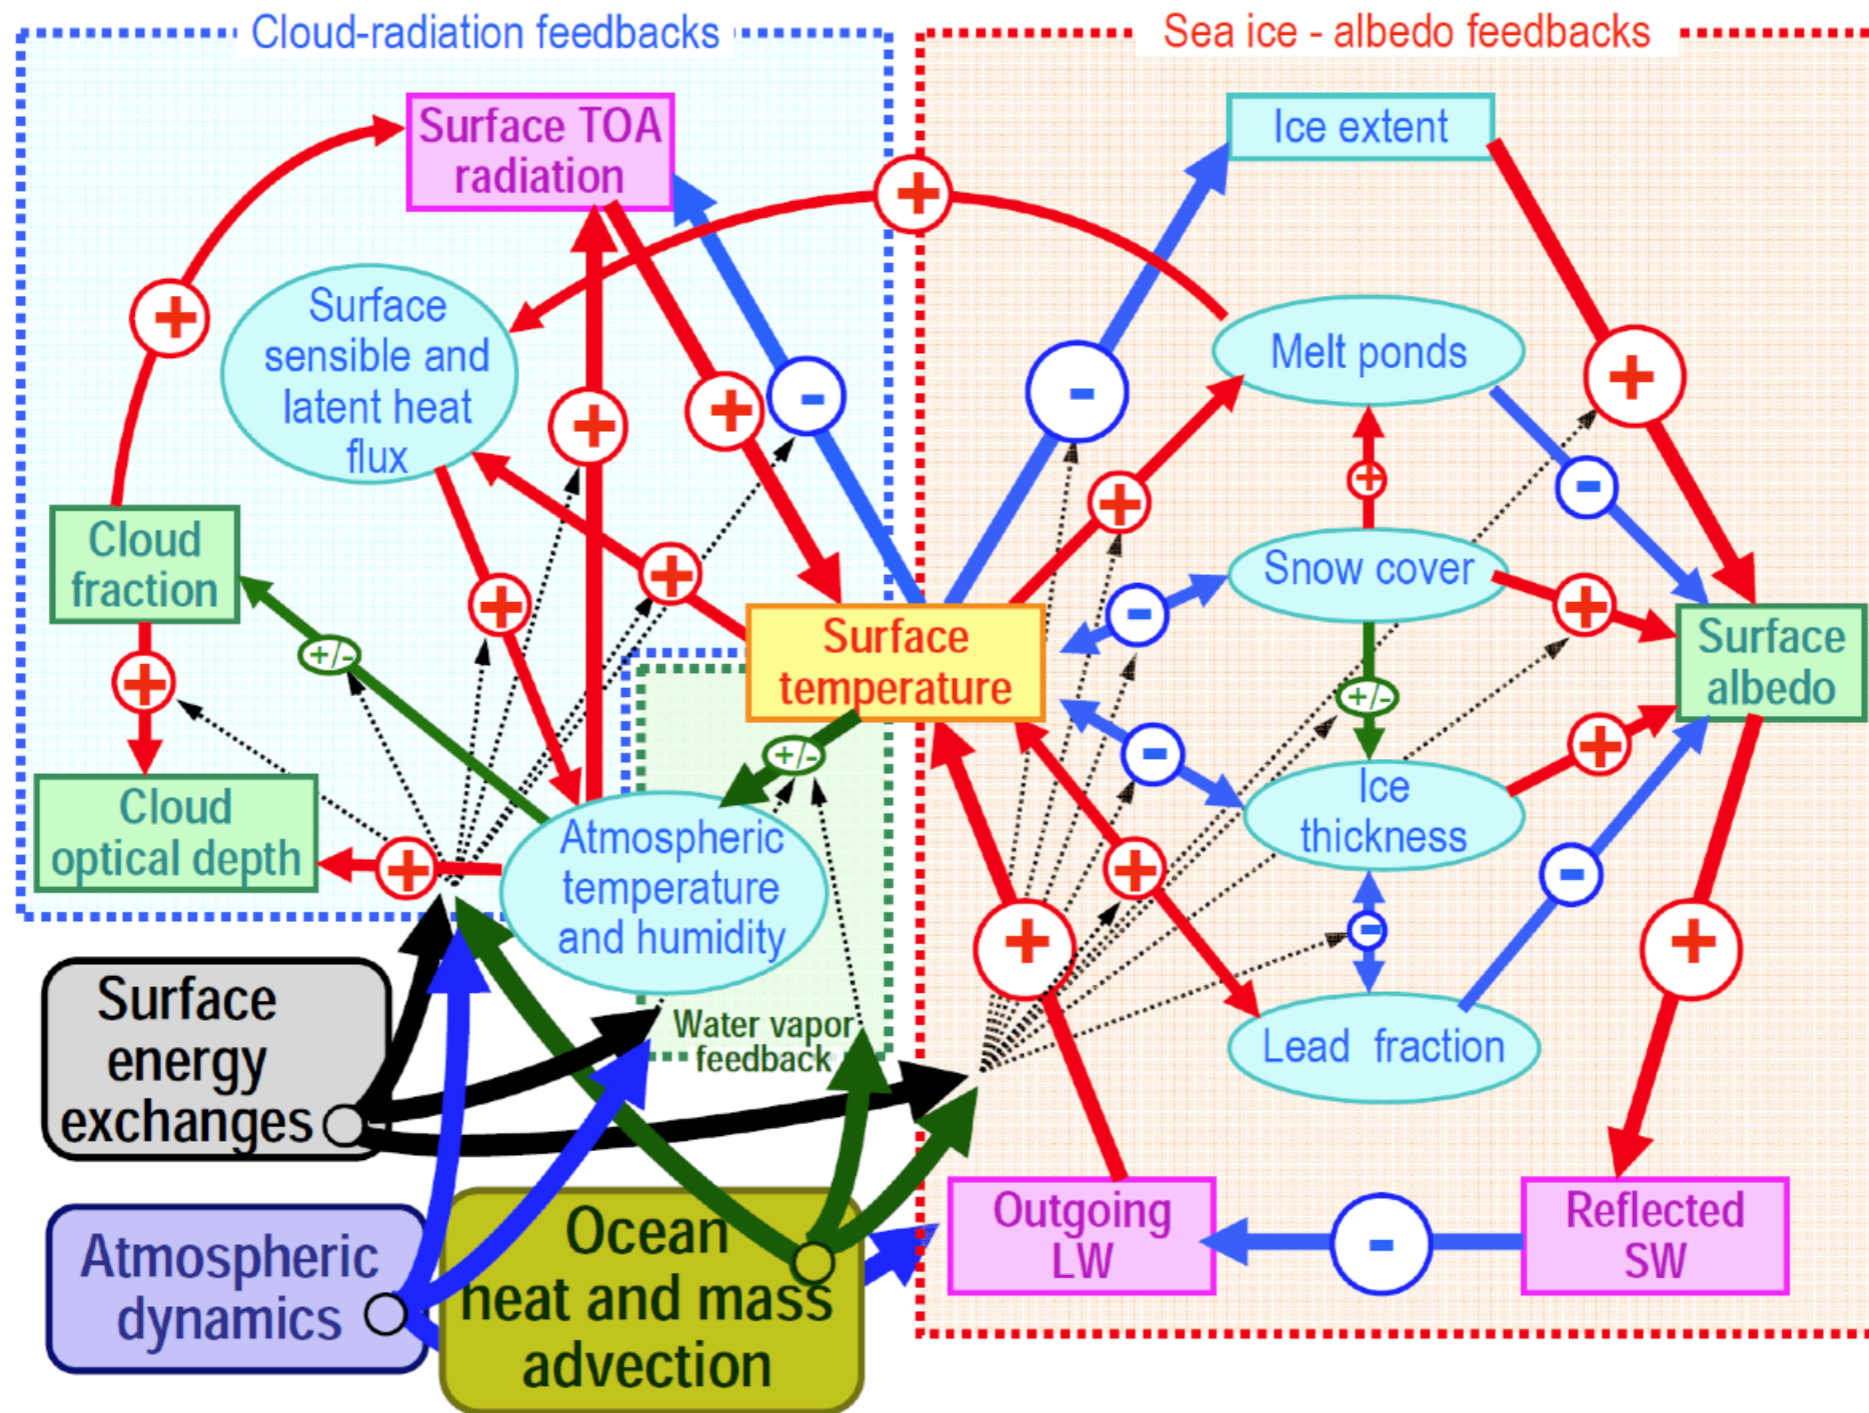 Cloud-radiation feedbacks
Sea ice - albedo feedbacks
Surface TOA
radiation
Ice extent
+
+
Surface
sensible and
latent heat
flux
Melt ponds
-
+
-
+
+
+
-
+
+
Cloud
fraction
+
+
Snow cover
-
+
+/-
+
Surface
temperature
Surface
albedo
+/-
+/-
-
+
Cloud
optical depth
+
Atmospheric
temperature
and humidity
Ice
thickness
+
-
-
+
+
Surface
energy
exchanges
Water vapor
feedback
Lead fraction
Atmospheric
dynamics
Ocean
heat and mass
advection
Outgoing
LW
-
Reflected
SW